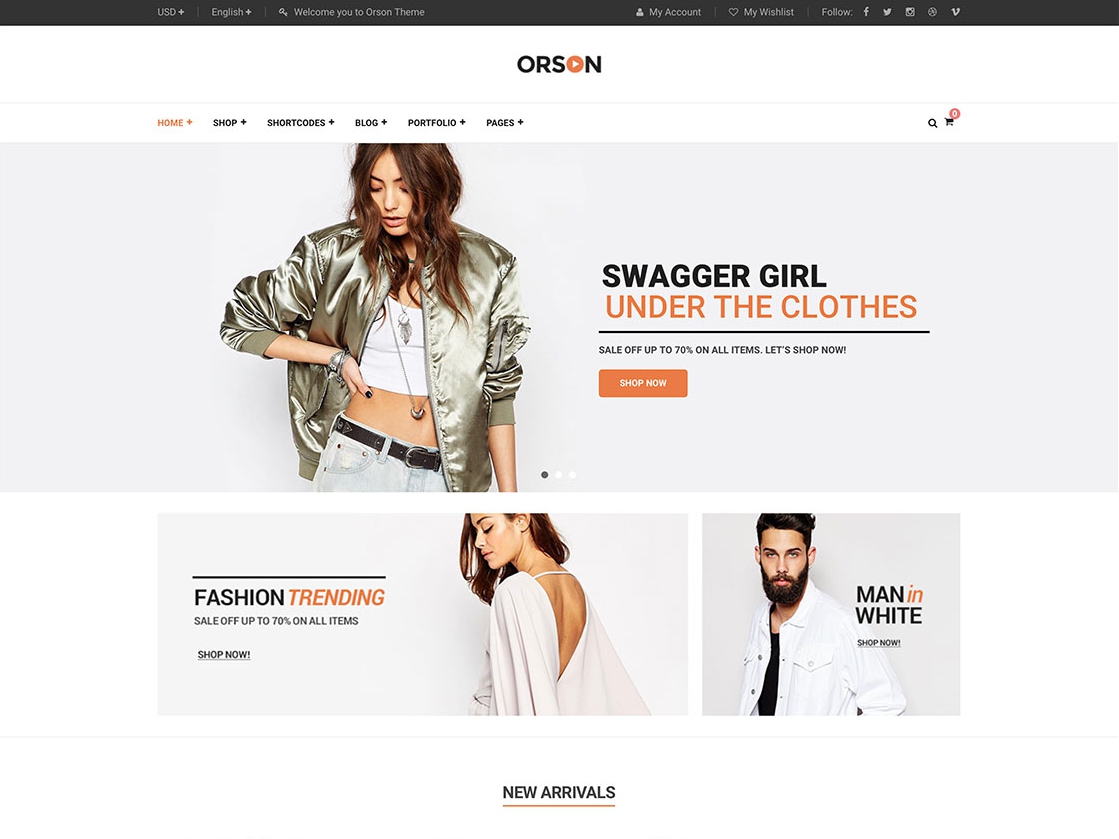 USD + English + Welcome you to Orson Theme My Account My Wishlist Follow:
ORSON
HOME + SHOP + SHORTCODES + BLOG + PORTFOLIO + PAGES + 0
SWAGGER GIRL
UNDER THE CLOTHES
SALE OFF UP TO 70% ON ALL ITEMS. LET'S SHOP NOW!
SHOP NOW
FASHION TRENDING
SALE OFF UP TO 70% ON ALL ITEMS
SHOP NOW!
MAN in
WHITE
SHOP NOW!
NEW ARRIVALS